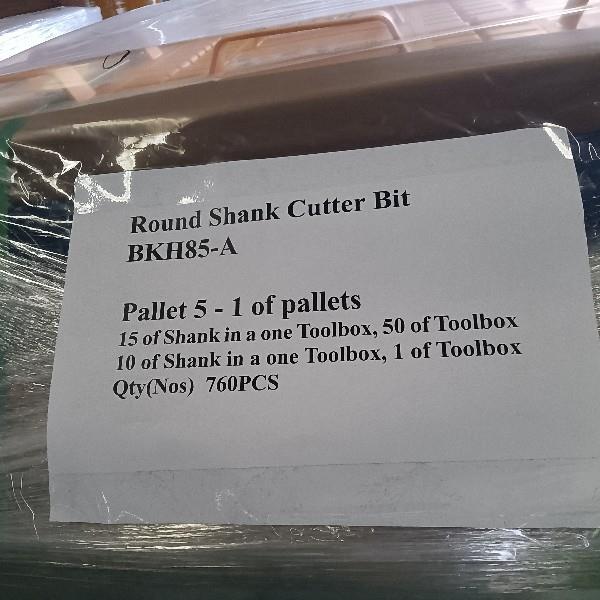 Round Shank Cutter Bit
BKH85-A
Pallet 5 - 1 of pallets
15 of Shank in a one Toolbox, 50 of Toolbox
10 of Shank in a one Toolbox, 1 of Toolbox
Qty(Nos) 760PCS